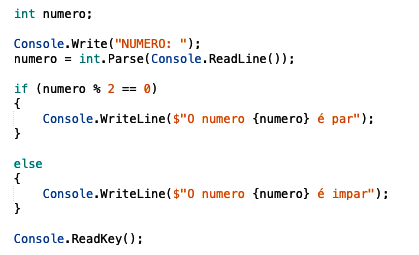 int numero;
Console.Write("NUMERO: ");
numero = int.Parse(Console.ReadLine());
if (numero % 2 == 0)
{
    Console.WriteLine($"O numero {numero} é par");
}
else
{
    Console.WriteLine($"O numero {numero} é impar");
}
Console.ReadKey();